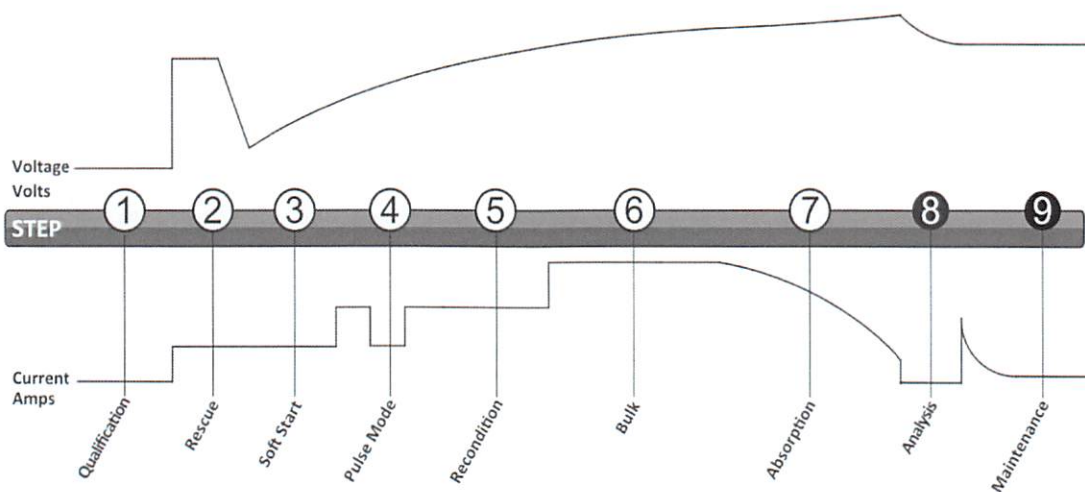 Voltage
Volts
1 2 3 4 5 6 7 8 9
STEP
Current
Amps
Qualification
Rescue
Soft Start
Pulse Mode
Recondition
Bulk
Absorption
Analysis
Maintenance